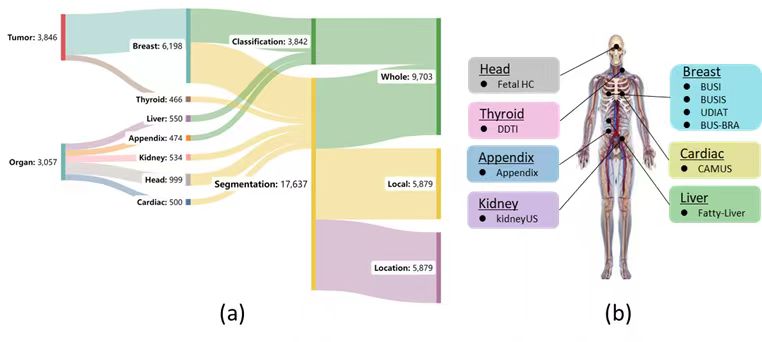 Tumor: 3,846
Breast: 6,198
Classification: 3,842
Whole: 9,703
Thyroid: 466
Liver: 550
Appendix: 474
Organ: 3,057
Kidney: 534
Head: 999
Segmentation: 17,637
Local: 5,879
Cardiac: 500
Location: 5,879
(a)
Head
Fetal HC
Thyroid
DDTI
Appendix
Appendix
Kidney
kidneyUS
Breast
BUSI
BUSIS
UDIAT
BUS-BRA
Cardiac
CAMUS
Liver
Fatty-Liver
(b)